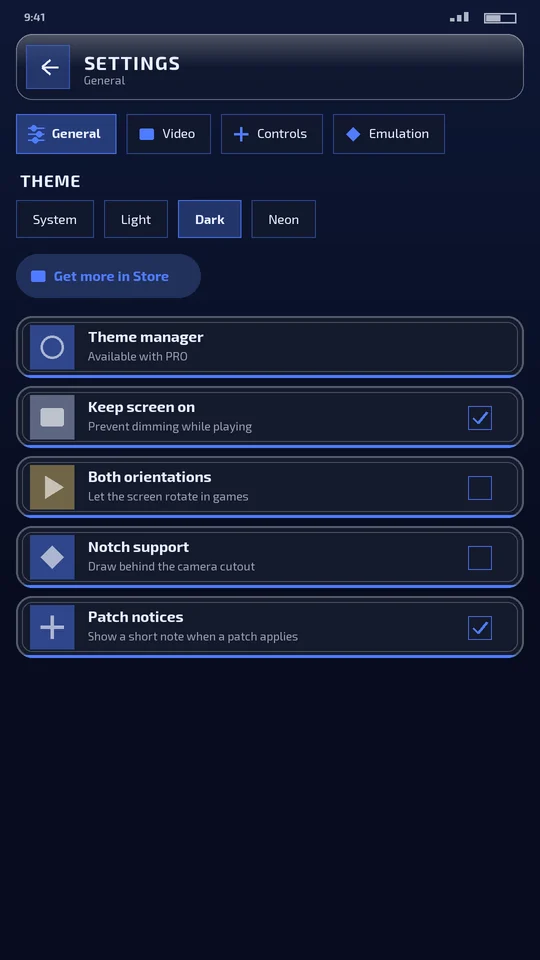 9:41
SETTINGS
General
General
Video
Controls
Emulation
THEME
System
Light
Dark
Neon
Get more in Store
Theme manager
Available with PRO
Keep screen on
Prevent dimming while playing
Both orientations
Let the screen rotate in games
Notch support
Draw behind the camera cutout
Patch notices
Show a short note when a patch applies